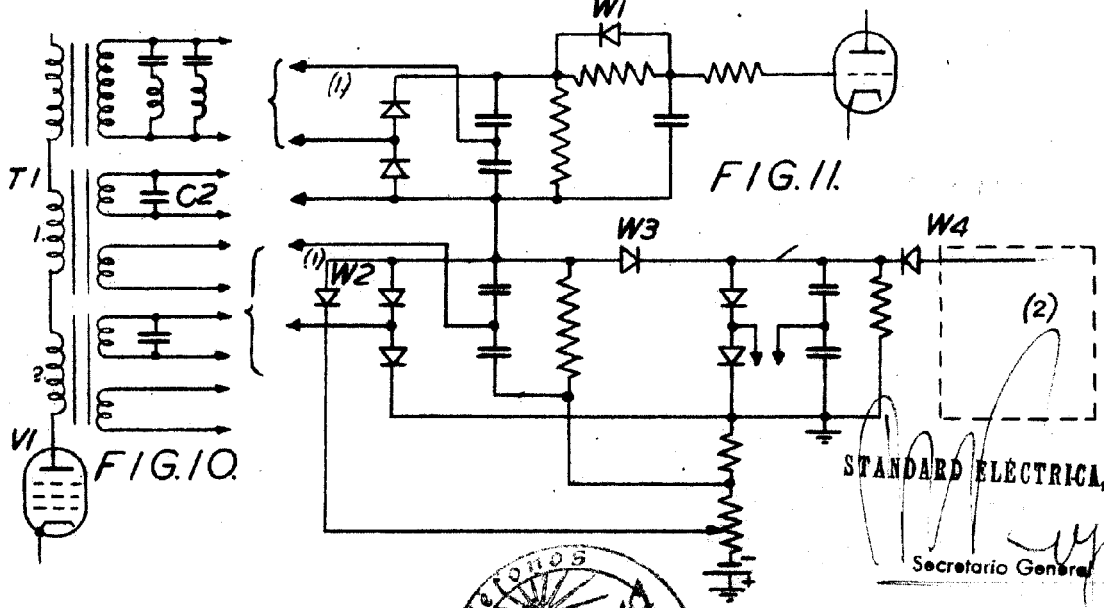 W1
(1)
T1
C2
FIG.11.
1.
W3
W4
(1)
W2
(2)
2
V1
FIG.10.
STANDARD ELÉCTRICA,
Secretario General
efonos